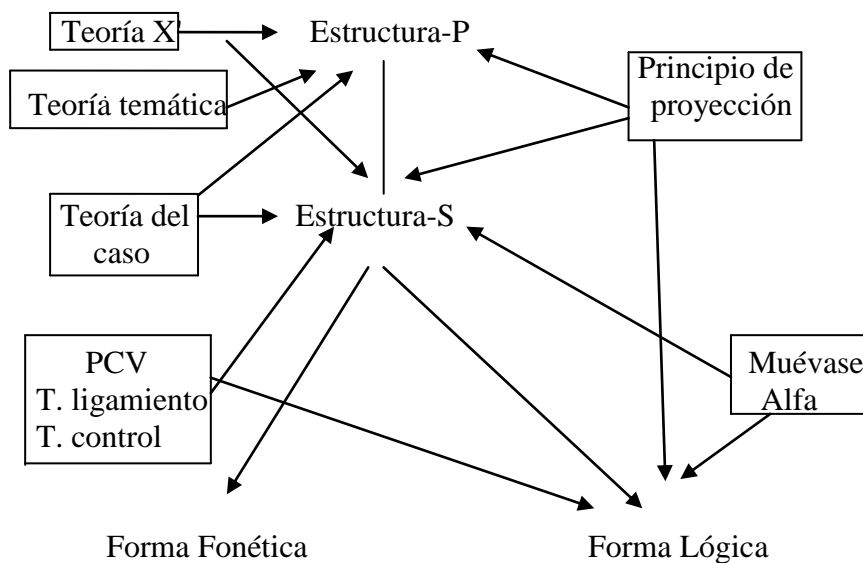 Teoría X'
Estructura-P
Teoría temática
Principio de
proyección
Teoría del
caso
Estructura-S
PCV
T. ligamiento
T. control
Muévase
Alfa
Forma Fonética
Forma Lógica